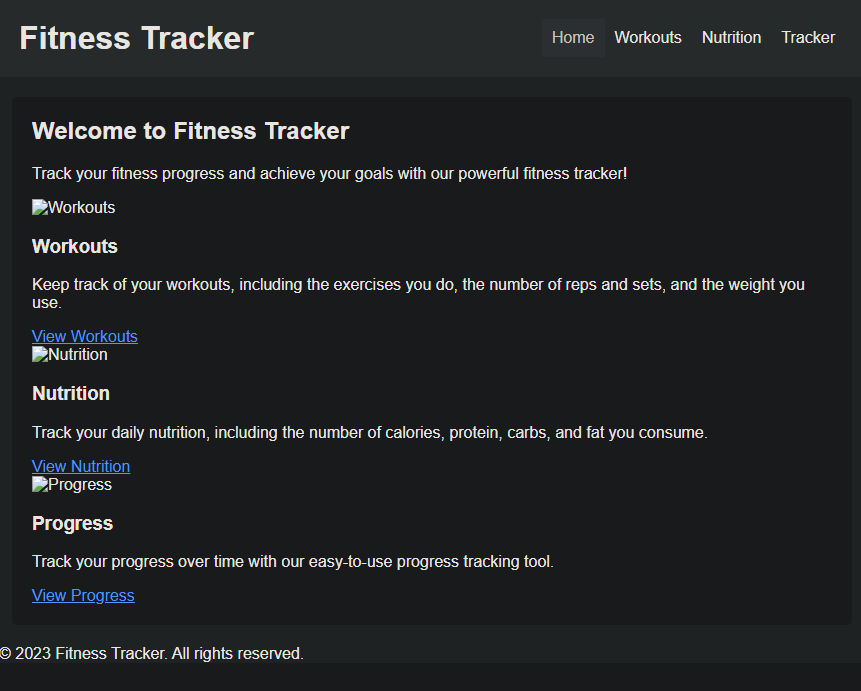 Fitness Tracker
Home Workouts Nutrition Tracker
Welcome to Fitness Tracker
Track your fitness progress and achieve your goals with our powerful fitness tracker!
Workouts
Workouts
Keep track of your workouts, including the exercises you do, the number of reps and sets, and the weight you
use.
View Workouts
Nutrition
Nutrition
Track your daily nutrition, including the number of calories, protein, carbs, and fat you consume.
View Nutrition
Progress
Progress
Track your progress over time with our easy-to-use progress tracking tool.
View Progress
© 2023 Fitness Tracker. All rights reserved.